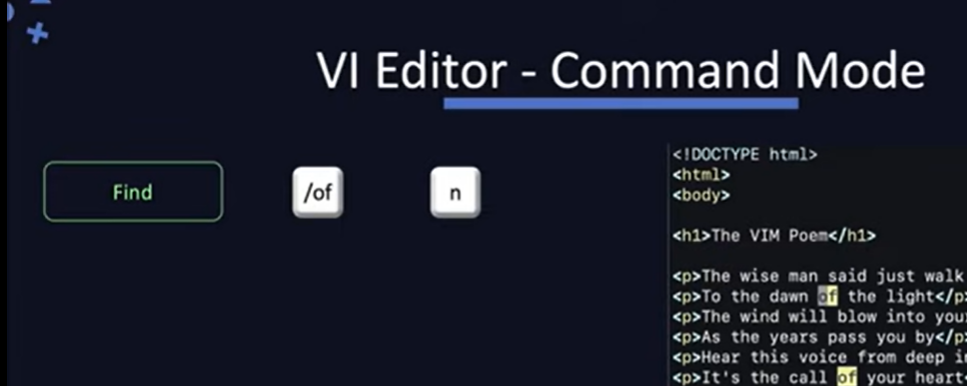 VI Editor - Command Mode
Find
/of
n
<!DOCTYPE html>
<html>
<body>
<h1>The VIM Poem</h1>
<p>The wise man said just walk
<p>To the dawn of the light</p>
<p>The wind will blow into your
<p>As the years pass you by</p>
<p>Hear this voice from deep
<p>It's the call of your heart